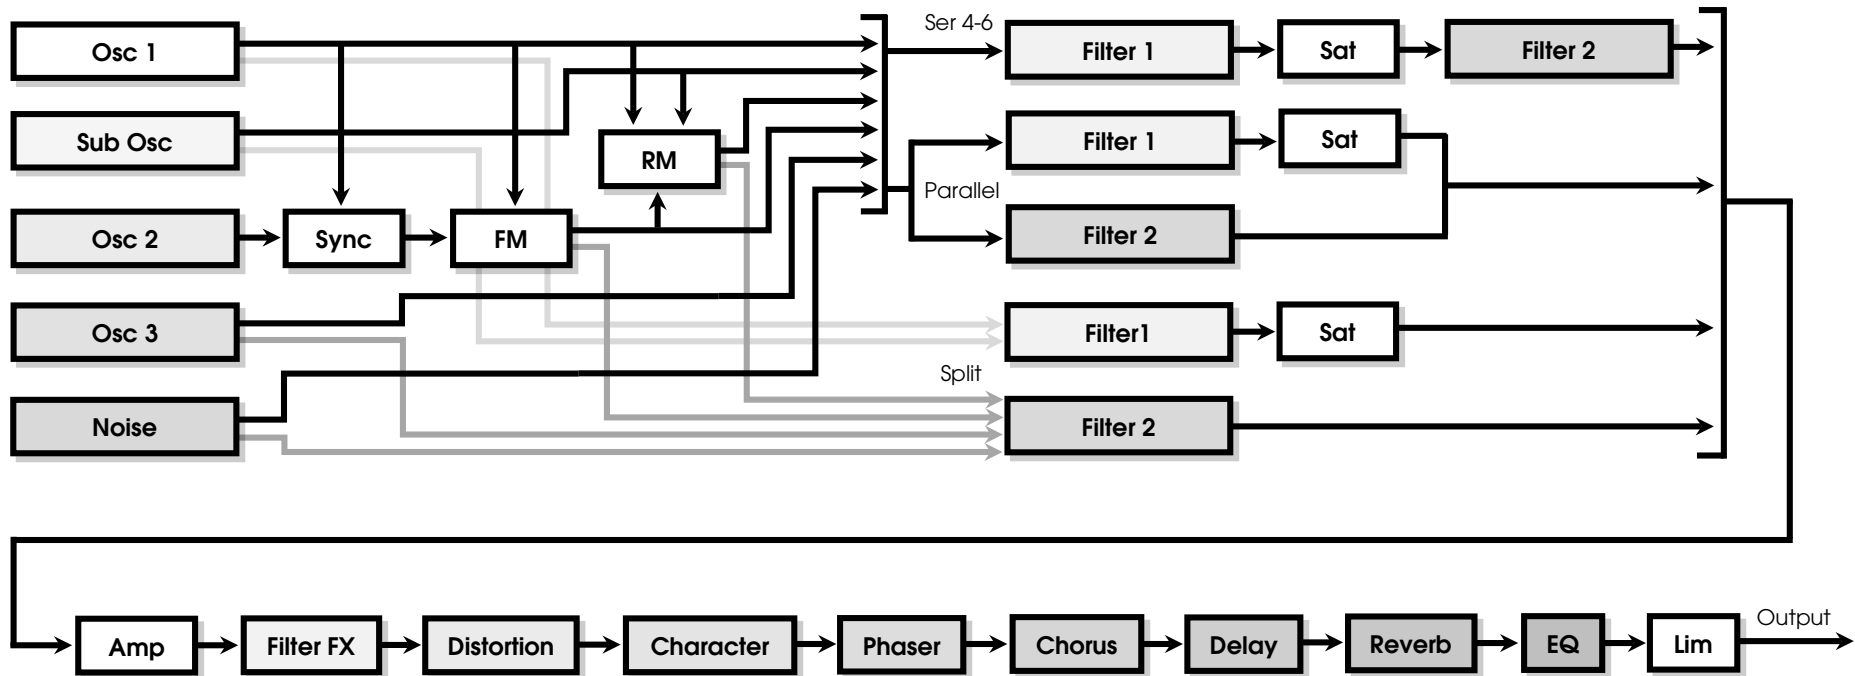 Osc 1
Sub Osc
Osc 2
Osc 3
Noise
Sync
FM
RM
Ser 4-6
Filter 1
Sat
Filter 2
Parallel
Filter 1
Sat
Filter 2
Split
Filter1
Sat
Filter 2
Amp
Filter FX
Distortion
Character
Phaser
Chorus
Delay
Reverb
EQ
Lim
Output